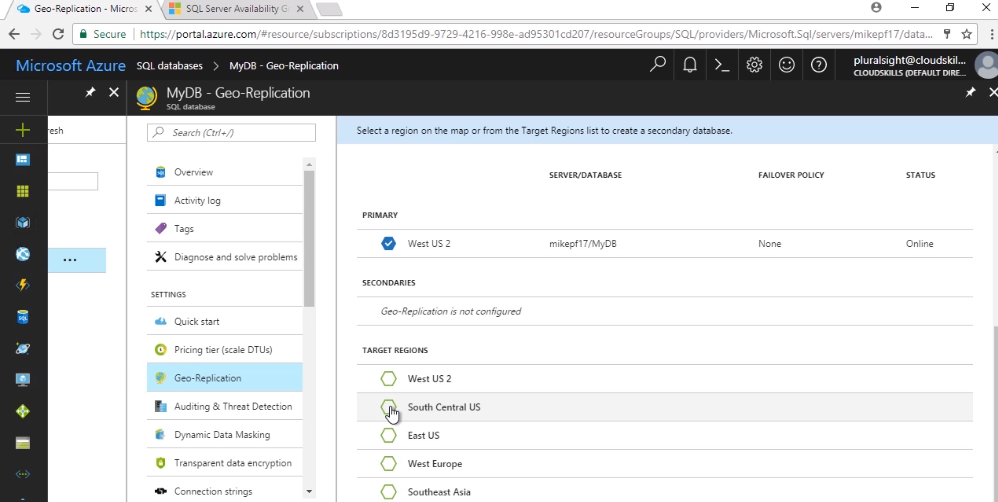 Geo-Replication - Micros
SQL Server Availability G
Secure
https://portal.azure.com/#resource/subscriptions/8d3195d9-9729-4216-998e-ad95301cd207/resourceGroups/SQL/providers/Microsoft.Sql/servers/mikepf17/data...
Microsoft Azure SQL databases > MyDB - Geo-Replication
pluralsight@cloudskil...
CLOUDSKILLS (DEFAULT DIRE...
MyDB - Geo-Replication
SQL database
resh
Search (Ctrl+/)
Select a region on the map or from the Target Regions list to create a secondary database.
Overview
Activity log
Tags
Diagnose and solve problems
SETTINGS
Quick start
Pricing tier (scale DTUs)
Geo-Replication
Auditing & Threat Detection
Dynamic Data Masking
Transparent data encryption
Connection strings
SERVER/DATABASE FAILOVER POLICY STATUS
PRIMARY
West US 2 mikepf17/MyDB None Online
SECONDARIES
Geo-Replication is not configured
TARGET REGIONS
West US 2
South Central US
East US
West Europe
Southeast Asia